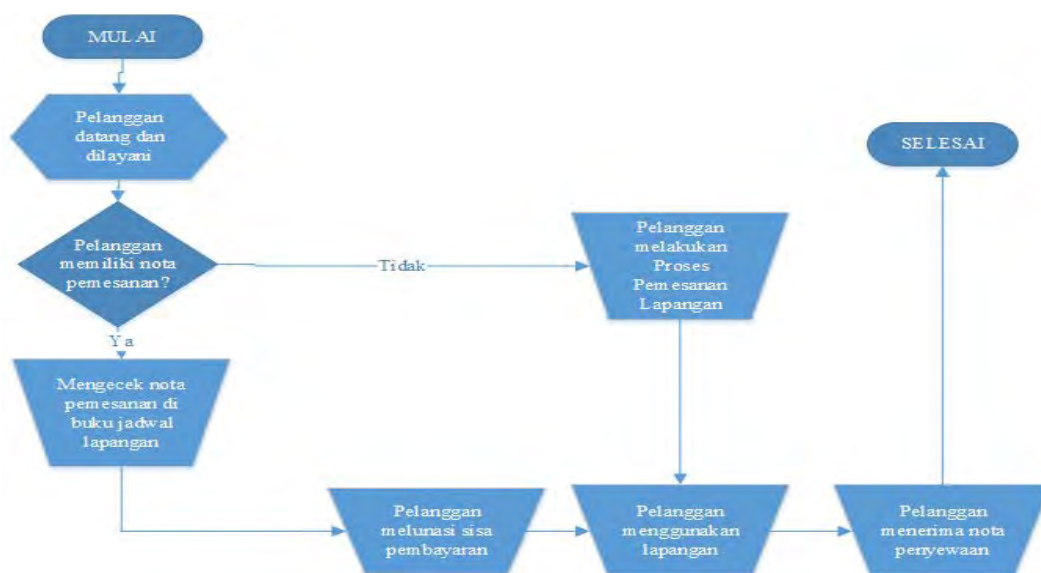 MULAI
Pelanggan
datang dan
dilayani
SELESAI
Pelanggan
memiliki nota
pemesanan?
Tidak
Pelanggan
melakukan
Proses
Pemesanan
Lapangan
Ya
Mengecek nota
pemesanan di
buku jadwal
lapangan
Pelanggan
melunasi sisa
pembayaran
Pelanggan
menggunakan
lapangan
Pelanggan
menerima nota
penyewaan